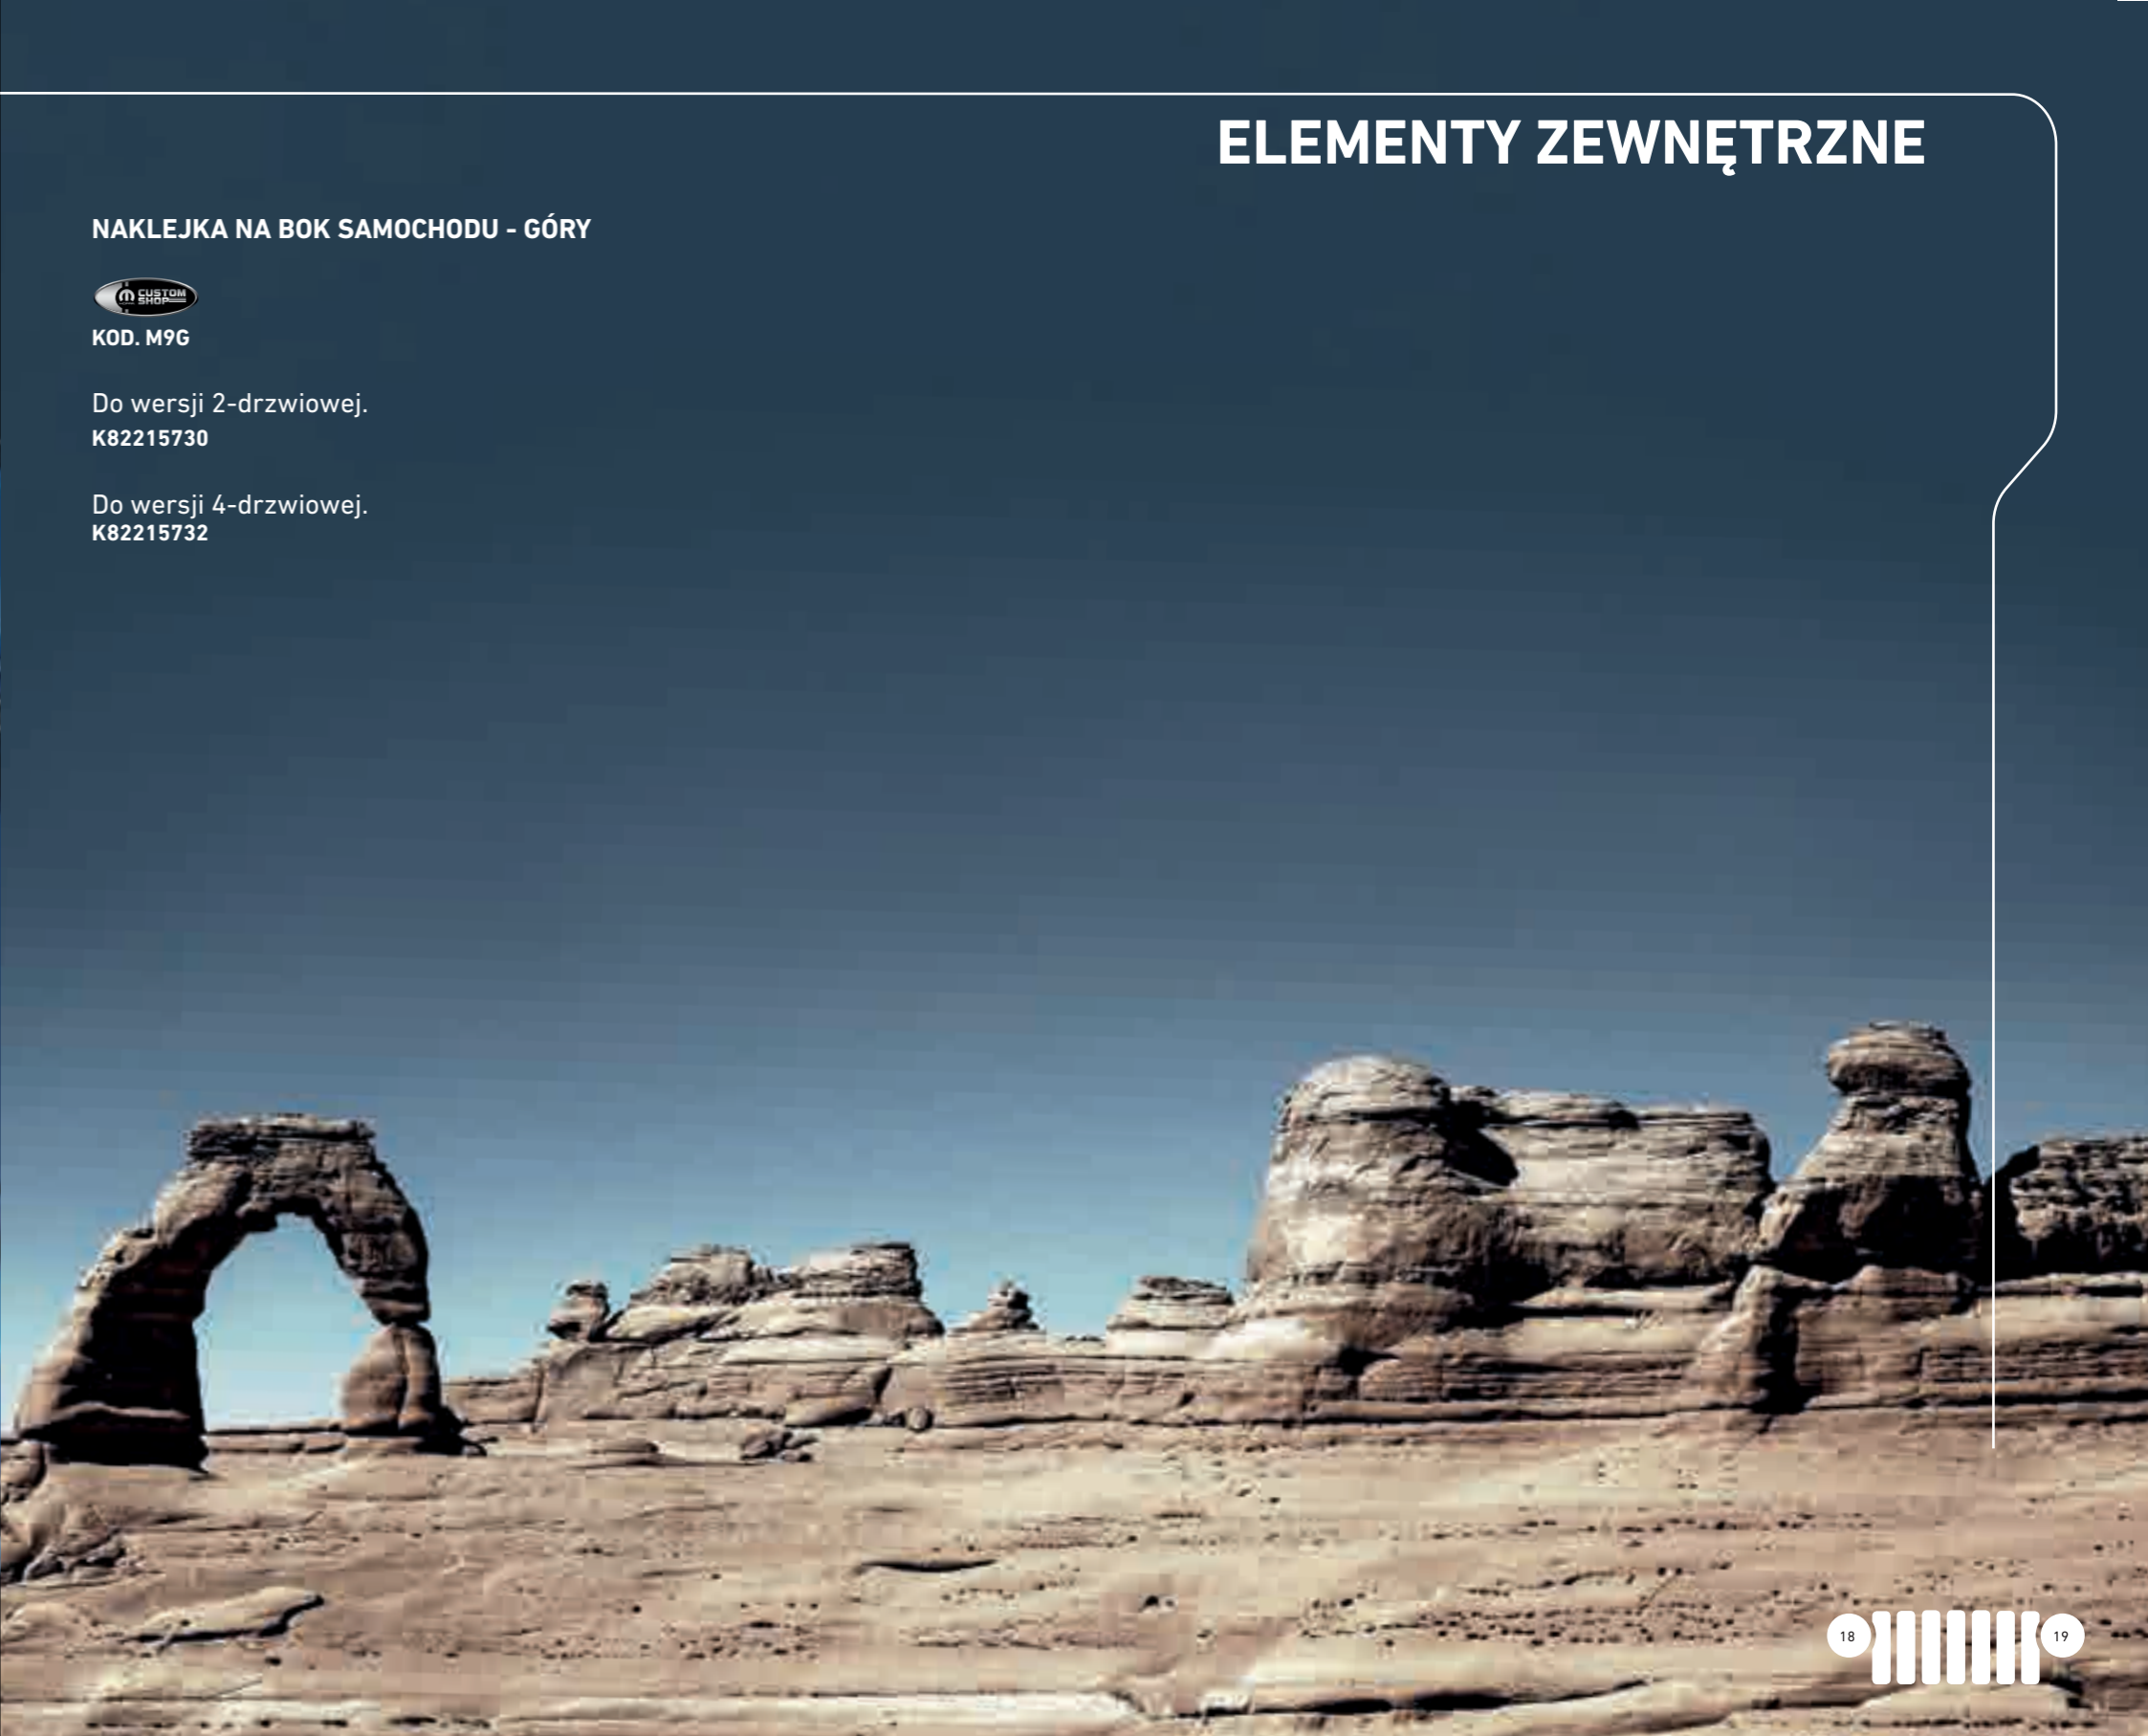 ELEMENTY ZEWNĘTRZNE
NAKLEJKA NA BOK SAMOCHODU - GÓRY
CUSTOM
SHOP
KOD. M9G
Do wersji 2-drzwiowej.
K82215730
Do wersji 4-drzwiowej.
K82215732
18
19